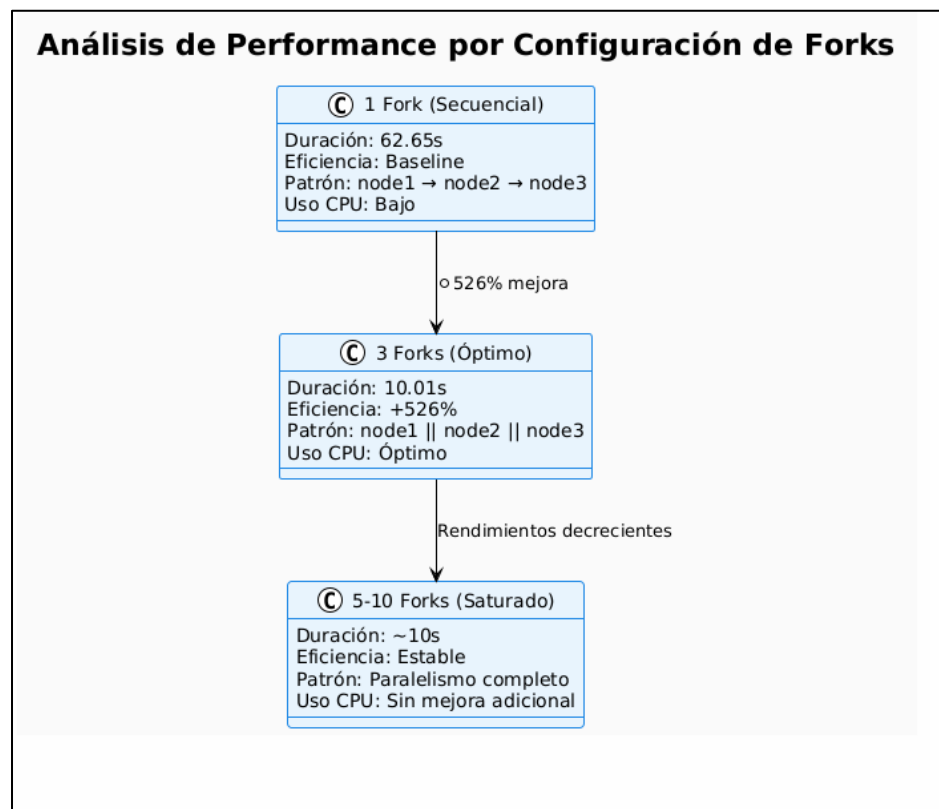 Análisis de Performance por Configuración de Forks
C 1 Fork (Secuencial)
Duración: 62.65s
Eficiencia: Baseline
Patrón: node1 → node2 → node3
Uso CPU: Bajo
526% mejora
C 3 Forks (Óptimo)
Duración: 10.01s
Eficiencia: +526%
Patrón: node1 || node2 || node3
Uso CPU: Óptimo
Rendimientos decrecientes
C 5-10 Forks (Saturado)
Duración: ~10s
Eficiencia: Estable
Patrón: Paralelismo completo
Uso CPU: Sin mejora adicional